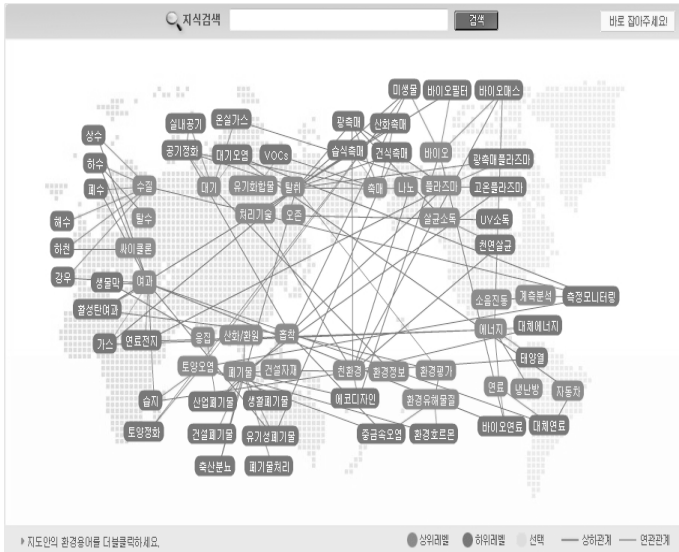 지식검색
검색
바로 잡아주세요!
미생물 바이오필터 바이오매스
실내공기 온실가스 광촉매 산화촉매
상수 공기정화 대기오염 VOCs 습식촉매 건식촉매 바이오 광촉매플라즈마
하수
폐수 수질 대기 유기화합물 탈취 촉매 나노 플라즈마 고온플라즈마
해수 탈수 처리기술 오존 살균소독 UV소독
하천 싸이클론 천연살균
강우 생물막 여과 소음진동 계측분석 측정모니터링
활성탄여과
가스 연료전지 응집 산화/환원 흡착 에너지 대체에너지
토양오염 폐기물 건설자재 친환경 환경정보 환경평가 태양열
습지 산업폐기물 생활폐기물 에코디자인 환경유해물질 연료 냉난방 자동차
토양정화 건설폐기물 유기성폐기물 중금속오염 환경호르몬 바이오연료 대체연료
축산분뇨 폐기물처리
지도안의 환경용어를 더블클릭하세요.
상위레벨 하위레벨 선택 상하관계 연관관계